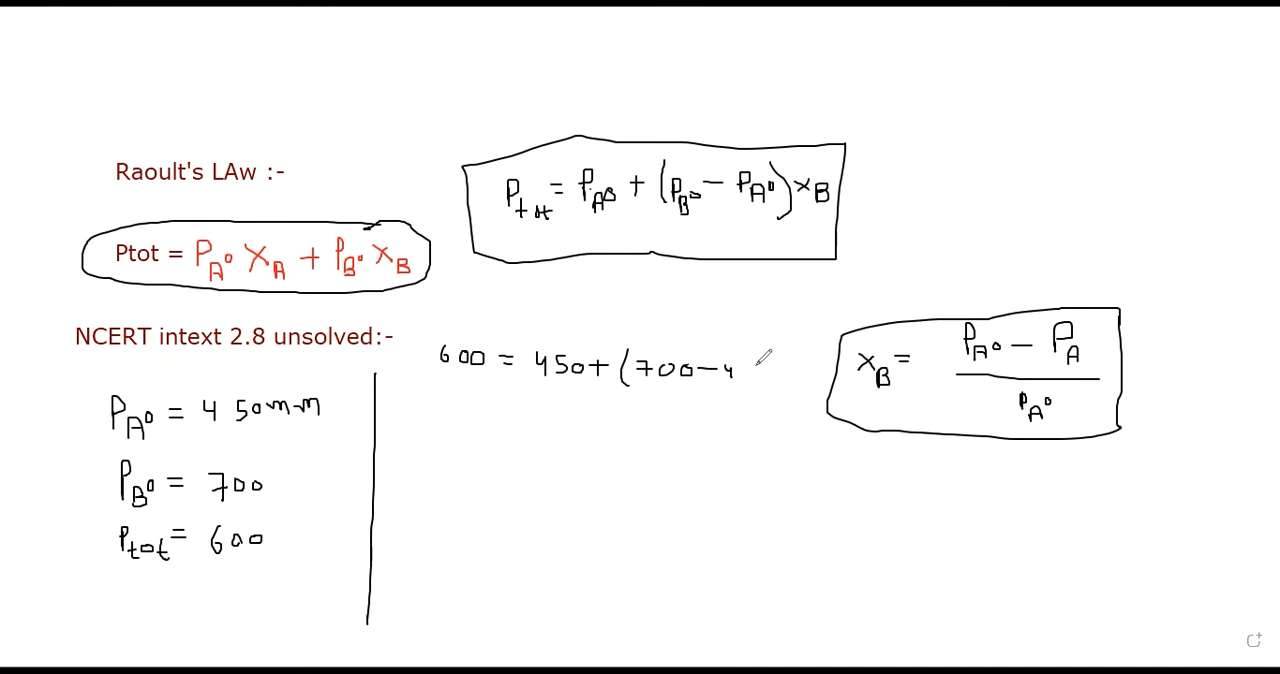 Raoult's LAw :-
Ptot = PA° XA + PB° XB
Ptot = PA° + (PB° - PA°) XB
NCERT intext 2.8 unsolved:-
PA° = 450mm
PB° = 700
Ptot = 600
600 = 450+ (700-4
XB = PA° - PA / PA°